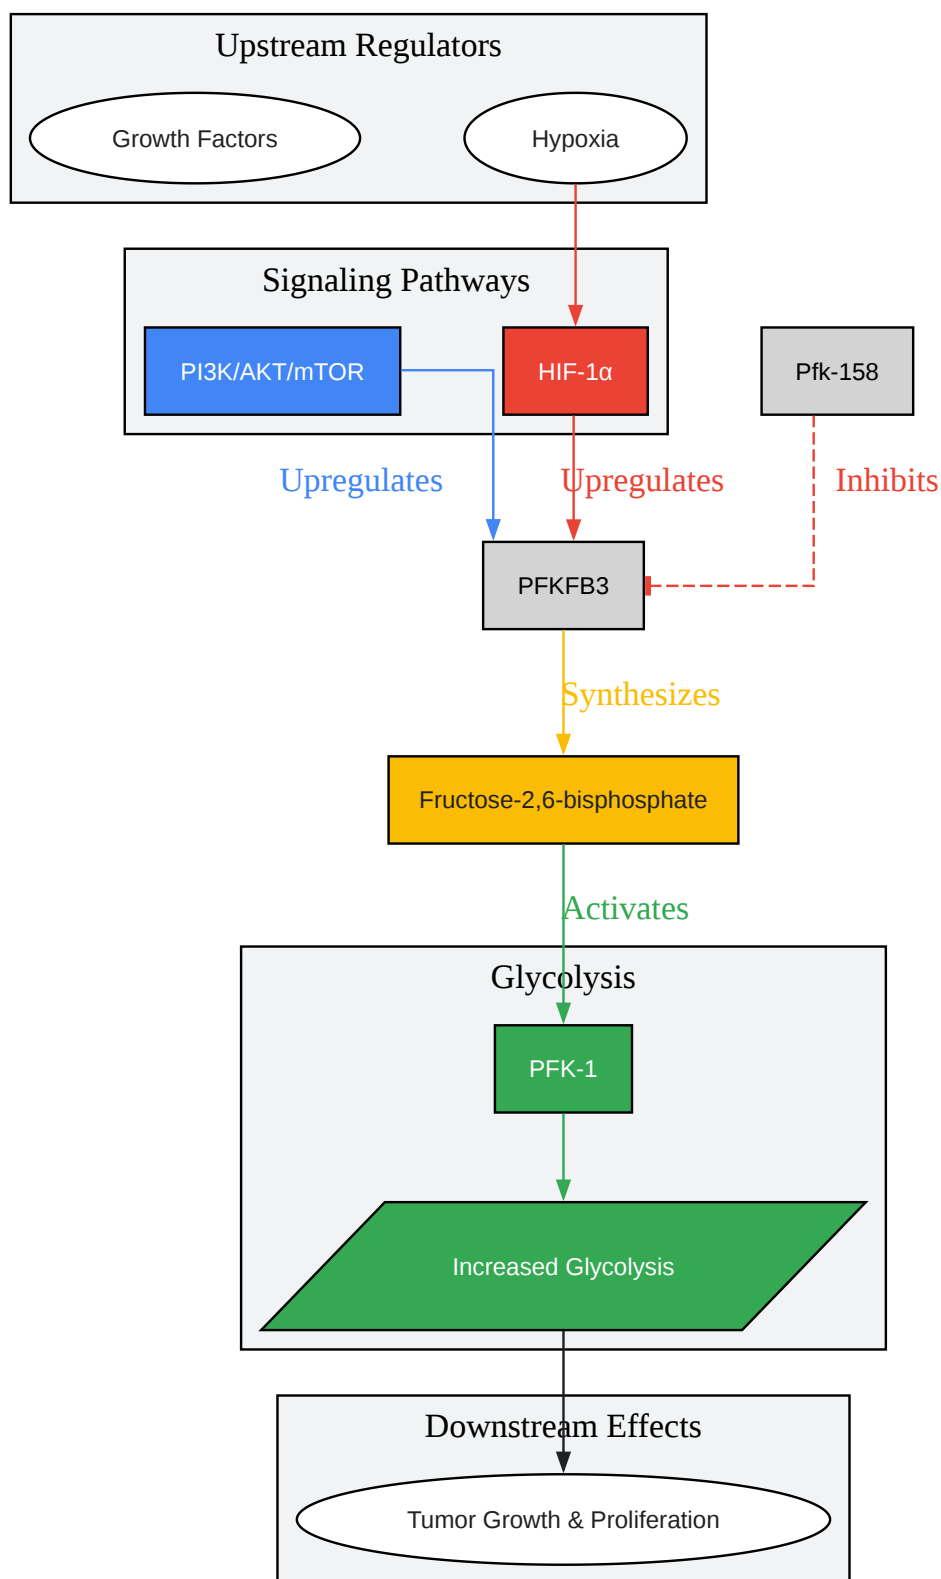 Upstream Regulators
Growth Factors
Hypoxia
Signaling Pathways
PI3K/AKT/mTOR
HIF-1α
Pfk-158
Upregulates
Upregulates
Inhibits
PFKFB3
Synthesizes
Fructose-2,6-bisphosphate
Activates
Glycolysis
PFK-1
Increased Glycolysis
Downstream Effects
Tumor Growth & Proliferation